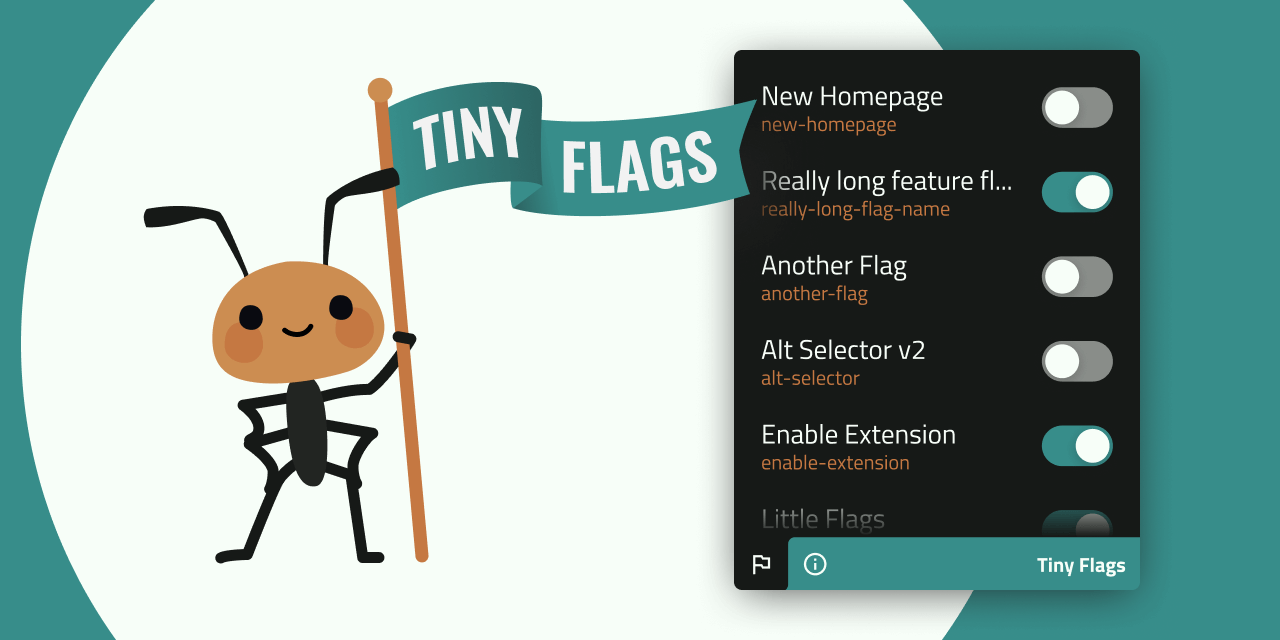 TINY
FLAGS
New Homepage
new-homepage
Really long feature fl...
really-long-flag-name
Another Flag
another-flag
Alt Selector v2
alt-selector
Enable Extension
enable-extension
Little Flags
Tiny Flags